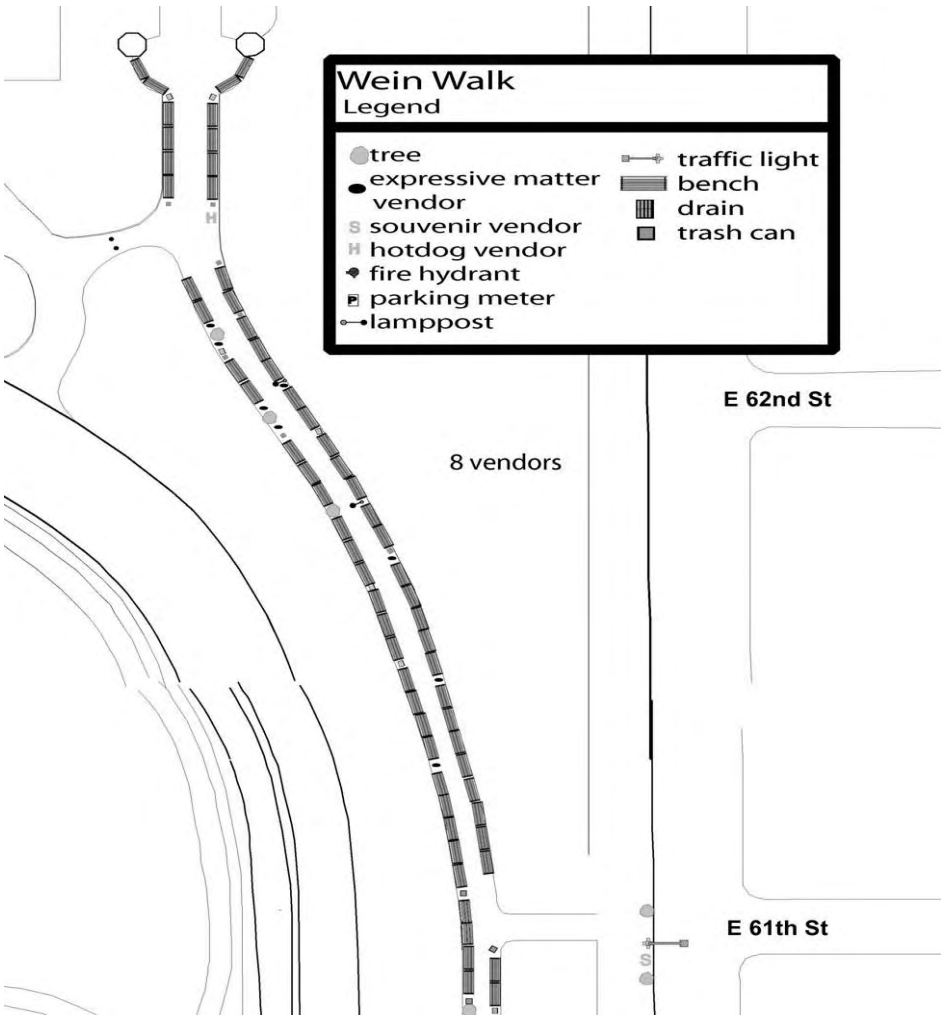 Wein Walk
Legend
tree
expressive matter
vendor
S souvenir vendor
H hotdog vendor
fire hydrant
P parking meter
lamppost
traffic light
bench
drain
trash can
H
E 62nd St
8 vendors
E 61th St
S